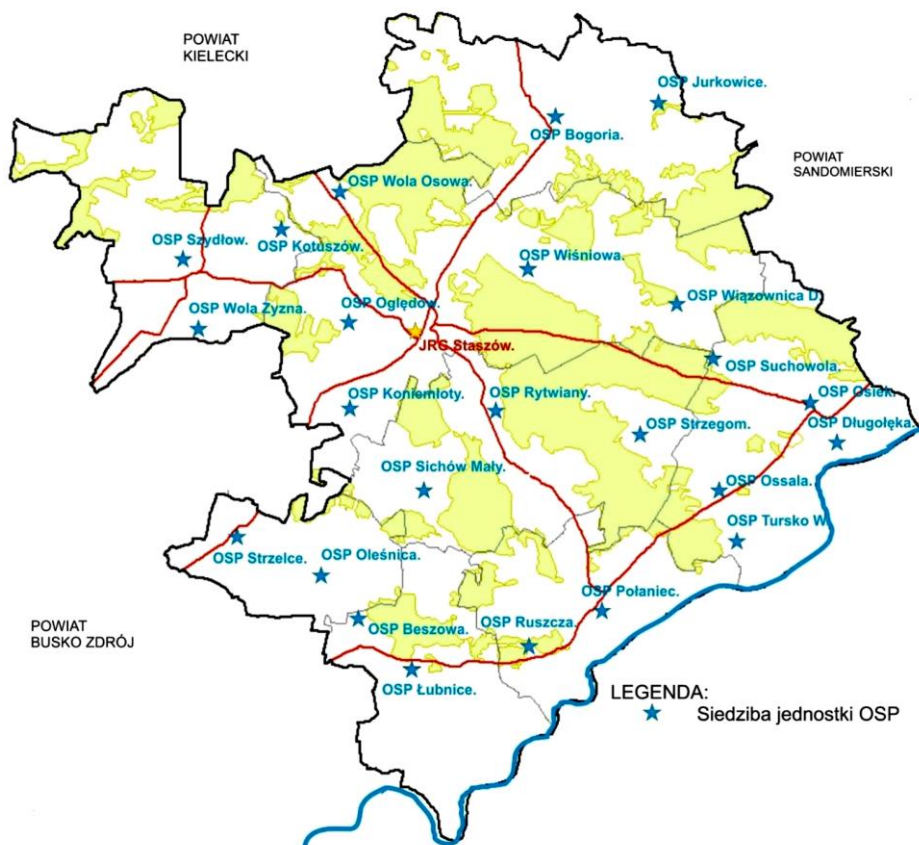 POWIAT
KIELECKI
OSP Jurkowice.
OSP Bogoria.
POWIAT
SANDOMIERSKI
OSP Wola Osowa.
OSP Szydłow.
OSP Kotuszów.
OSP Wiśniowa.
OSP Wola Zyzna.
OSP Oględów.
OSP Wiązownica D.
JRG Staszów.
OSP Suchowola.
OSP Koniemłoty.
OSP Rytwiany.
OSP Osiek.
OSP Strzegom.
OSP Długołęka.
OSP Sichów Mały.
OSP Ossala.
OSP Tursko W.
OSP Strzelce.
OSP Oleśnica.
OSP Połaniec.
POWIAT
BUSKO ZDRÓJ
OSP Beszowa.
OSP Ruszcza.
OSP Łubnice.
LEGENDA:
Siedziba jednostki OSP